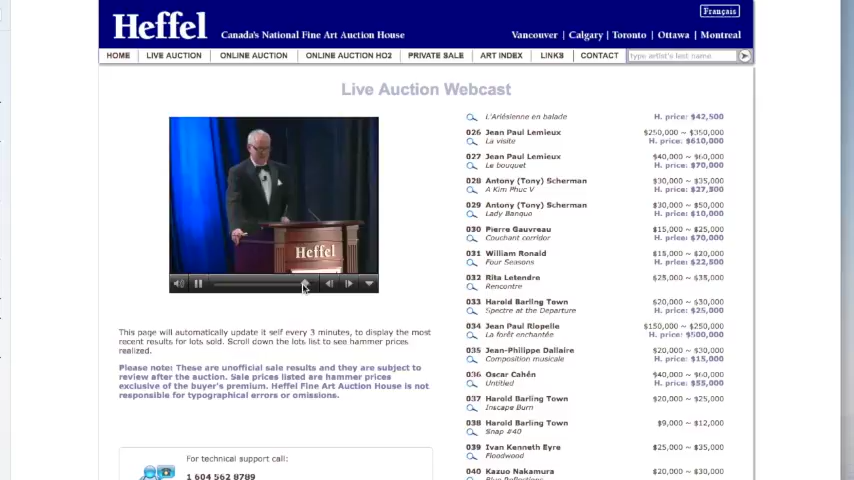 Français
Heffel
Canada's National Fine Art Auction House
Vancouver | Calgary | Toronto | Ottawa | Montreal
HOME LIVE AUCTION ONLINE AUCTION ONLINE AUCTION HO2 PRIVATE SALE ART INDEX LINKS CONTACT type artist's last name
Live Auction Webcast
Heffel
This page will automatically update it self every 3 minutes, to display the most
recent results for lots sold. Scroll down the lots list to see hammer prices
realized.
Please note: These are unofficial sale results and they are subject to
review after the auction. Sale prices listed are hammer prices
exclusive of the buyer's premium. Heffel Fine Art Auction House is not
responsible for typographical errors or omissions.
For technical support call:
1 604 562 8789
L'Arlésienne en balade H. price: $42,500
026 Jean Paul Lemieux $250,000 ~ $350,000
La visite H. price: $610,000
027 Jean Paul Lemieux $40,000 ~ $60,000
Le bouquet H. price: $70,000
028 Antony (Tony) Scherman $30,000 ~ $35,000
A Kim Phuc V H. price: $27,500
029 Antony (Tony) Scherman $30,000 ~ $50,000
Lady Banquo H. price: $10,000
030 Pierre Gauvreau $15,000 ~ $25,000
Couchant corridor H. price: $70,000
031 William Ronald $15,000 ~ $20,000
Four Seasons H. price: $22,500
032 Rita Letendre $25,000 ~ $35,000
Rencontre
033 Harold Barling Town $20,000 ~ $30,000
Spectre at the Departure H. price: $25,000
034 Jean Paul Riopelle $150,000 ~ $250,000
La forêt enchantée H. price: $500,000
035 Jean-Philippe Dallaire $20,000 ~ $30,000
Composition musicale H. price: $15,000
036 Oscar Cahén $40,000 ~ $60,000
Untitled H. price: $55,000
037 Harold Barling Town $20,000 ~ $25,000
Inscape Burn
038 Harold Barling Town $9,000 ~ $12,000
Snap #40
039 Ivan Kenneth Eyre $25,000 ~ $35,000
Floodwood
040 Kazuo Nakamura $20,000 ~ $30,000
Blue Reflections